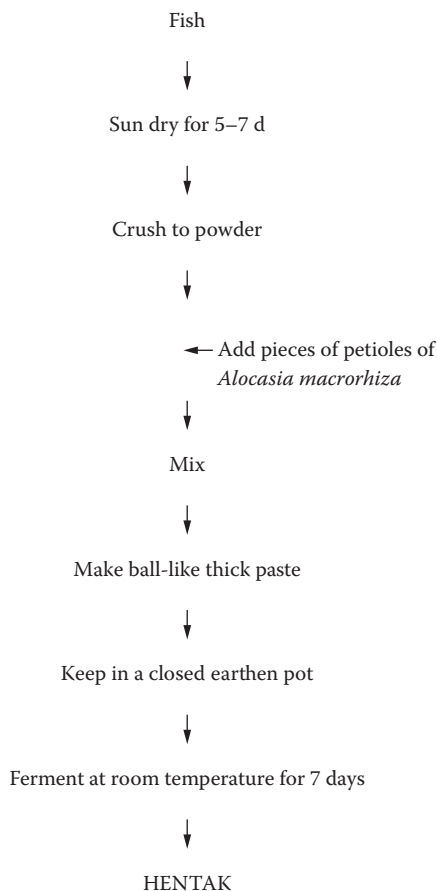 Fish
Sun dry for 5–7 d
Crush to powder
Add pieces of petioles of
Alocasia macrorhiza
Mix
Make ball-like thick paste
Keep in a closed earthen pot
Ferment at room temperature for 7 days
HENTAK